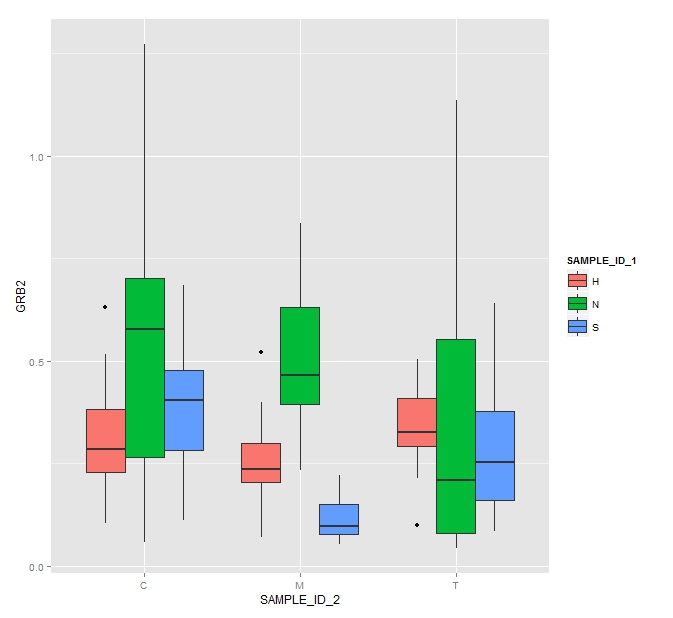 GRB2
1.0
0.5
0.0
C M T
SAMPLE_ID_2
SAMPLE_ID_1
H
N
S